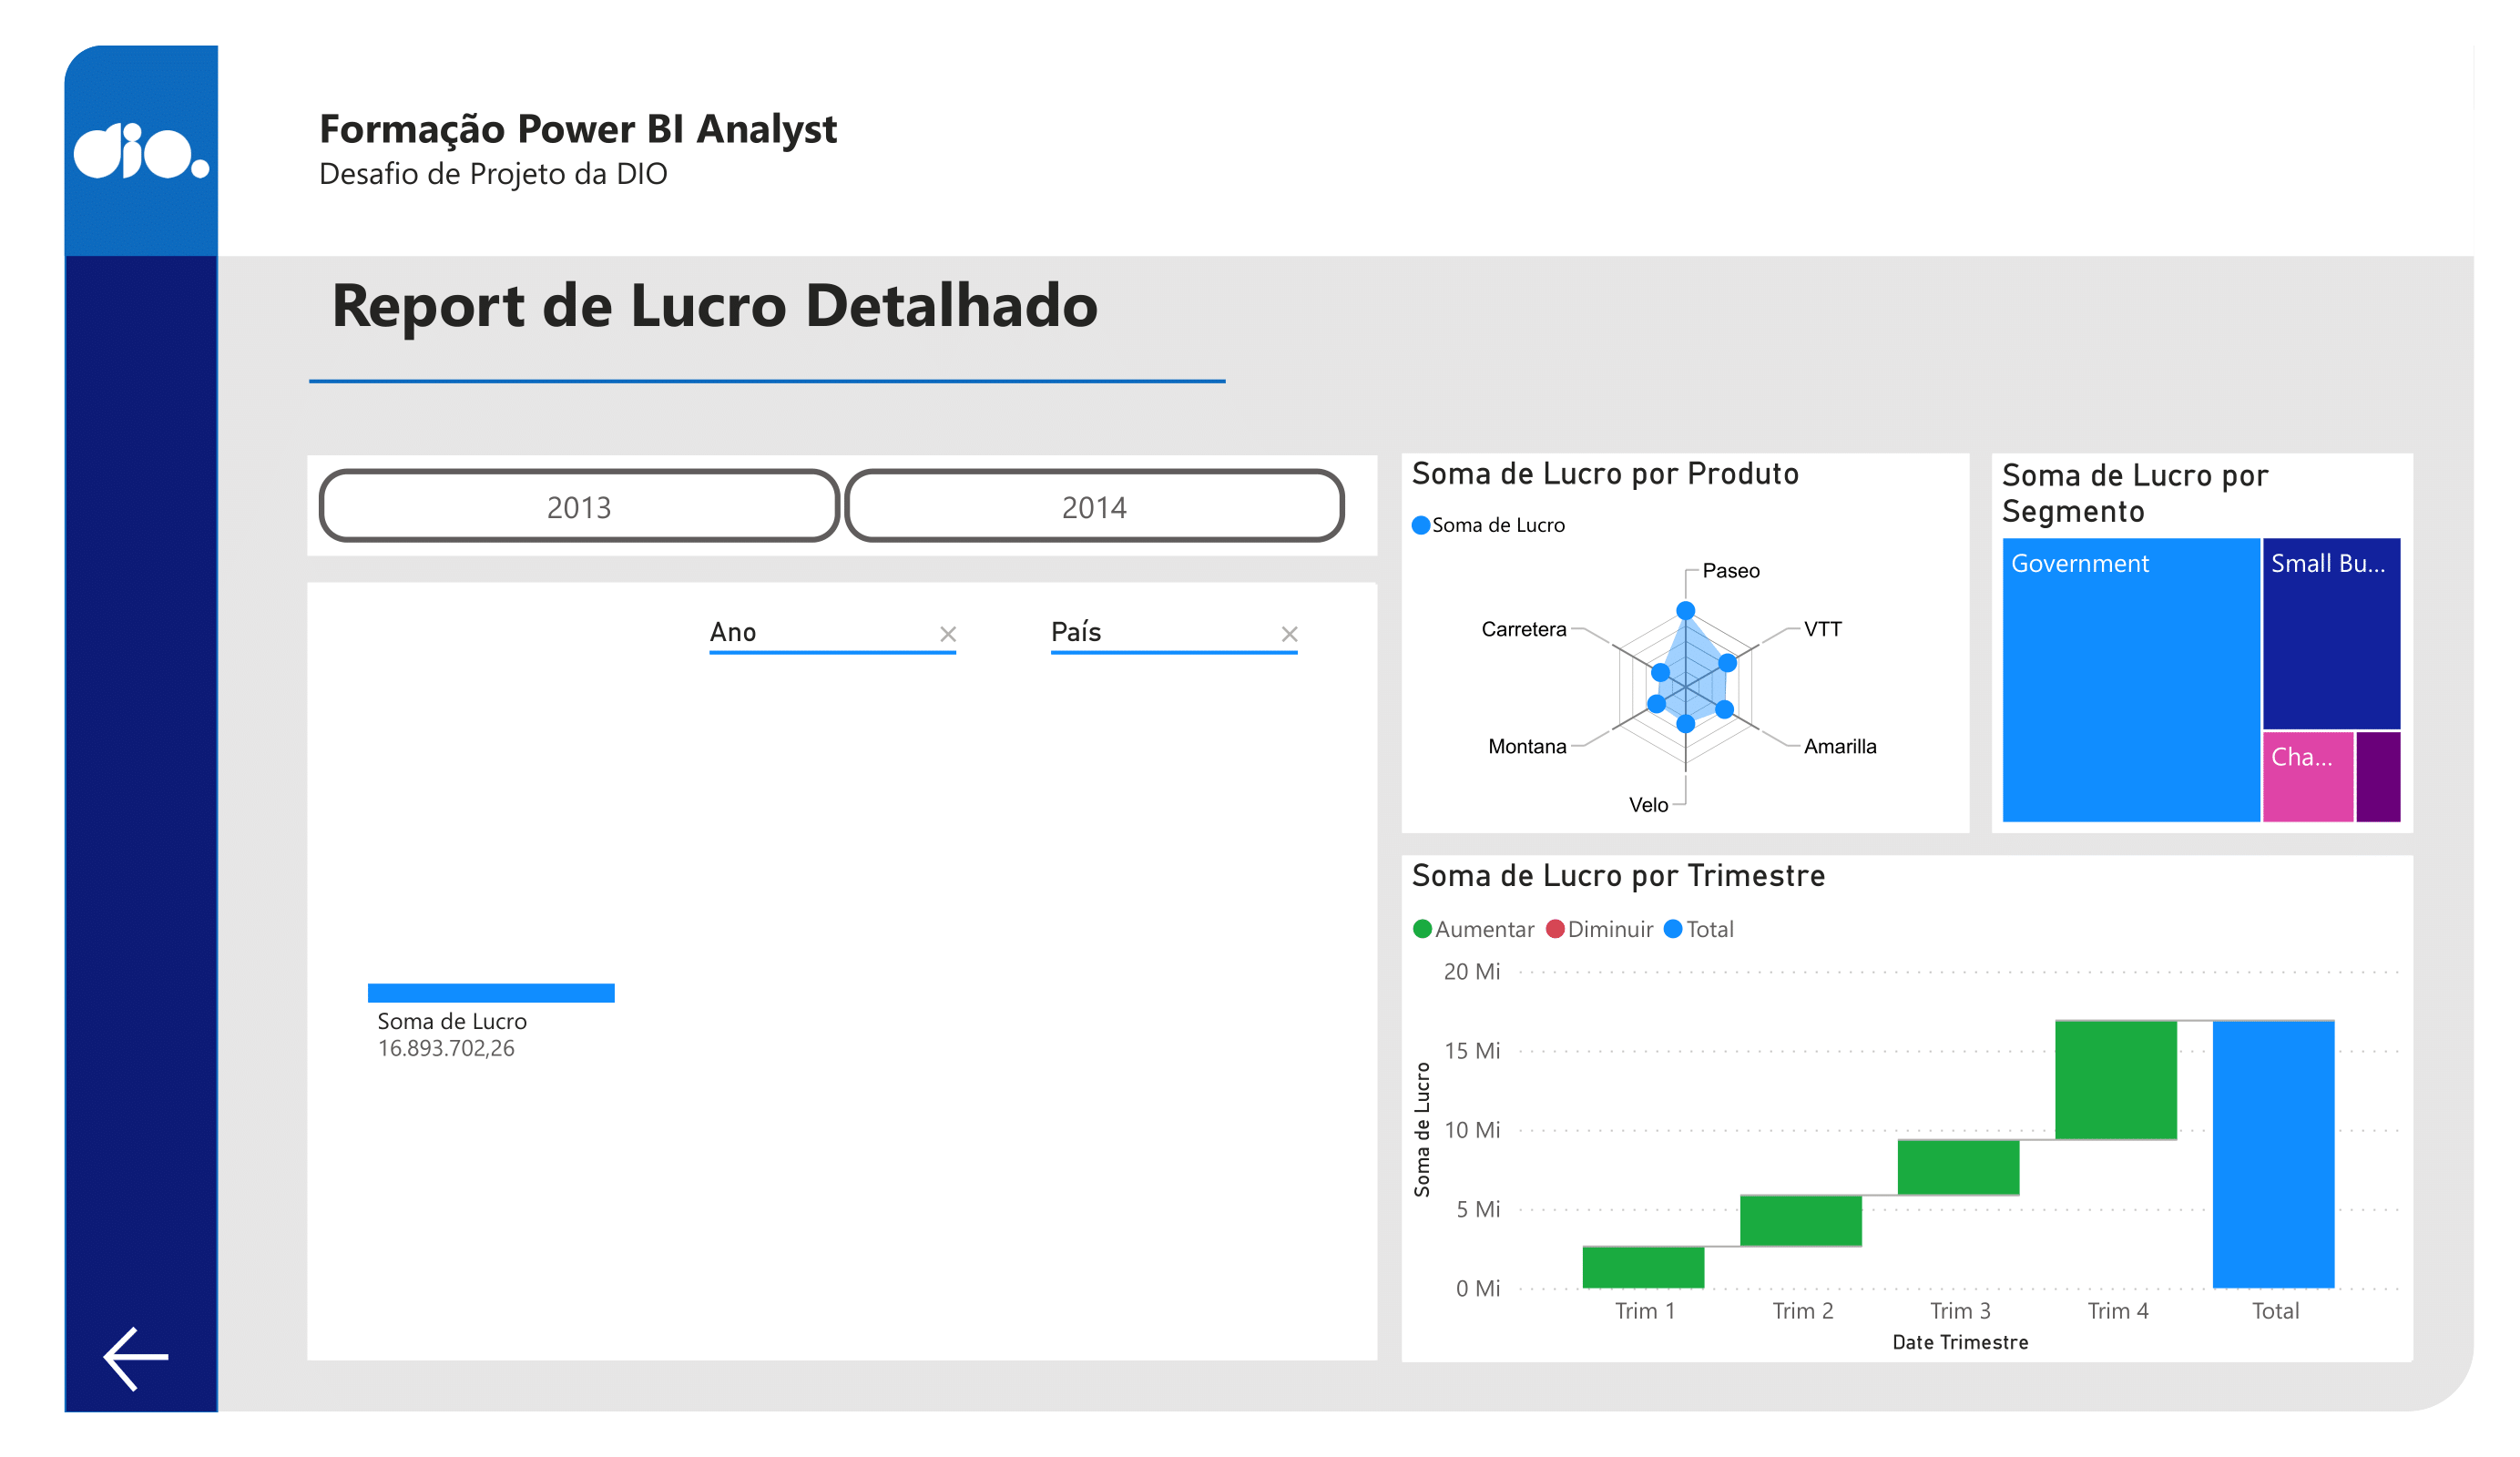 dio.
Formação Power BI Analyst
Desafio de Projeto da DIO
Report de Lucro Detalhado
2013
2014
Ano
País
Soma de Lucro
16.893.702,26
Soma de Lucro por Produto
Soma de Lucro
Paseo
Carretera
VTT
Montana
Amarilla
Velo
Soma de Lucro por
Segmento
Government
Small Bu...
Cha...
Soma de Lucro por Trimestre
Aumentar
Diminuir
Total
20 Mi
15 Mi
10 Mi
5 Mi
0 Mi
Soma de Lucro
Trim 1
Trim 2
Trim 3
Trim 4
Total
Date Trimestre